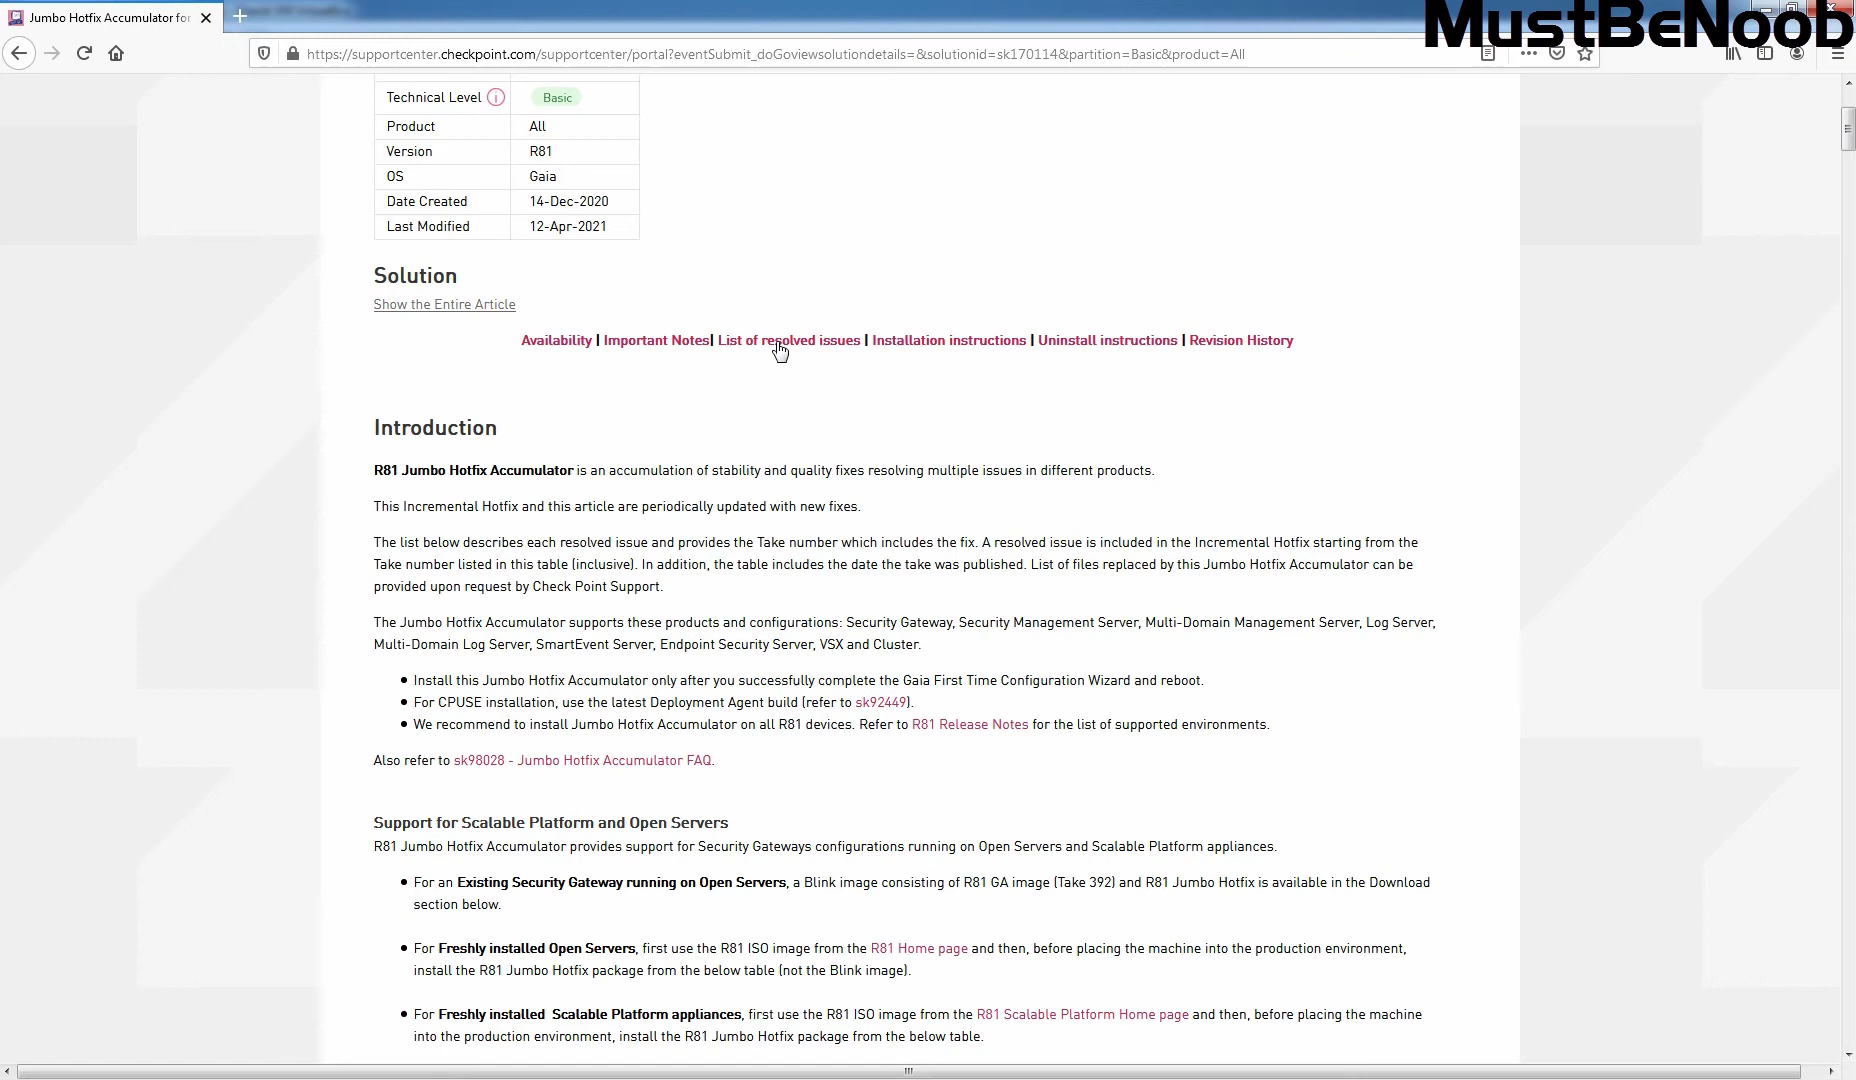 Jumbo Hotfix Accumulator for
MustBeNoob
https://supportcenter.checkpoint.com/supportcenter/portal?eventSubmit_doGoviewsolutiondetails=&solutionid=sk170114&partition=Basic&product=All
Technical Level Basic
Product All
Version R81
OS Gaia
Date Created 14-Dec-2020
Last Modified 12-Apr-2021
Solution
Show the Entire Article
Availability | Important Notes| List of resolved issues | Installation instructions | Uninstall instructions | Revision History
Introduction
R81 Jumbo Hotfix Accumulator is an accumulation of stability and quality fixes resolving multiple issues in different products.
This Incremental Hotfix and this article are periodically updated with new fixes.
The list below describes each resolved issue and provides the Take number which includes the fix. A resolved issue is included in the Incremental Hotfix starting from the
Take number listed in this table (inclusive). In addition, the table includes the date the take was published. List of files replaced by this Jumbo Hotfix Accumulator can be
provided upon request by Check Point Support.
The Jumbo Hotfix Accumulator supports these products and configurations: Security Gateway, Security Management Server, Multi-Domain Management Server, Log Server,
Multi-Domain Log Server, SmartEvent Server, Endpoint Security Server, VSX and Cluster.
• Install this Jumbo Hotfix Accumulator only after you successfully complete the Gaia First Time Configuration Wizard and reboot.
• For CPUSE installation, use the latest Deployment Agent build (refer to sk92449).
• We recommend to install Jumbo Hotfix Accumulator on all R81 devices. Refer to R81 Release Notes for the list of supported environments.
Also refer to sk98028 - Jumbo Hotfix Accumulator FAQ.
Support for Scalable Platform and Open Servers
R81 Jumbo Hotfix Accumulator provides support for Security Gateways configurations running on Open Servers and Scalable Platform appliances.
• For an Existing Security Gateway running on Open Servers, a Blink image consisting of R81 GA image (Take 392) and R81 Jumbo Hotfix is available in the Download
section below.
• For Freshly installed Open Servers, first use the R81 ISO image from the R81 Home page and then, before placing the machine into the production environment,
install the R81 Jumbo Hotfix package from the below table (not the Blink image).
• For Freshly installed Scalable Platform appliances, first use the R81 ISO image from the R81 Scalable Platform Home page and then, before placing the machine
into the production environment, install the R81 Jumbo Hotfix package from the below table.